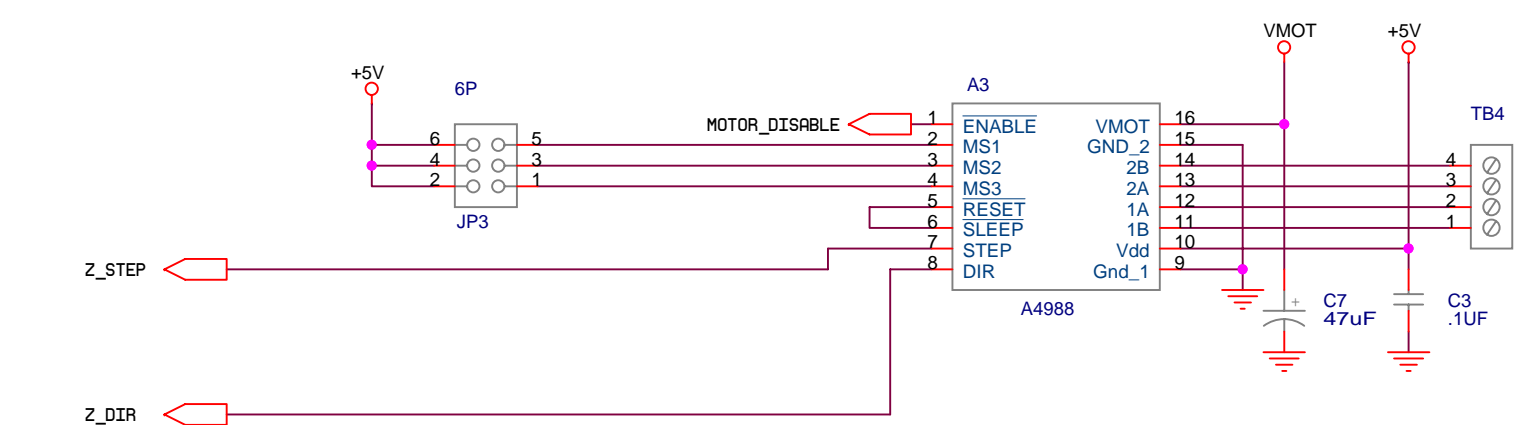 VMOT +5V
+5V
6P A3
TB4
MOTOR_DISABLE 1 ENABLE VMOT 16
6 5 2 MS1 GND_2 15
4 3 3 MS2 2B 14 4
2 1 4 MS3 2A 13 3
5 RESET 1A 12 2
JP3 6 SLEEP 1B 11 1
7 STEP Vdd 10
Z_STEP 8 DIR Gnd_1 9
A4988 C7 C3
47uF .1UF
+
Z_DIR